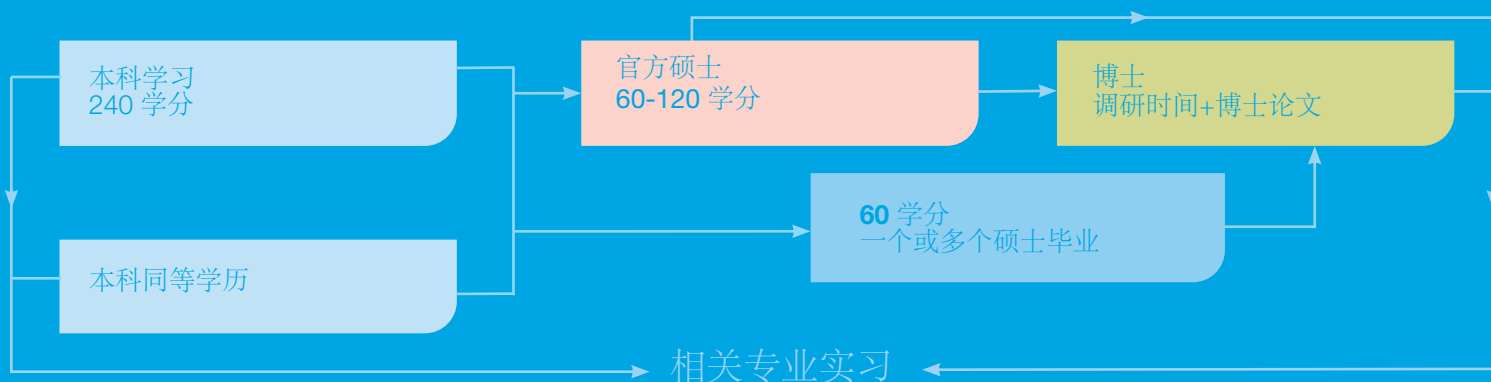 本科学习
240 学分
官方硕士
60-120 学分
博士
调研时间+博士论文
60 学分
一个或多个硕士毕业
本科同等学历
相关专业实习